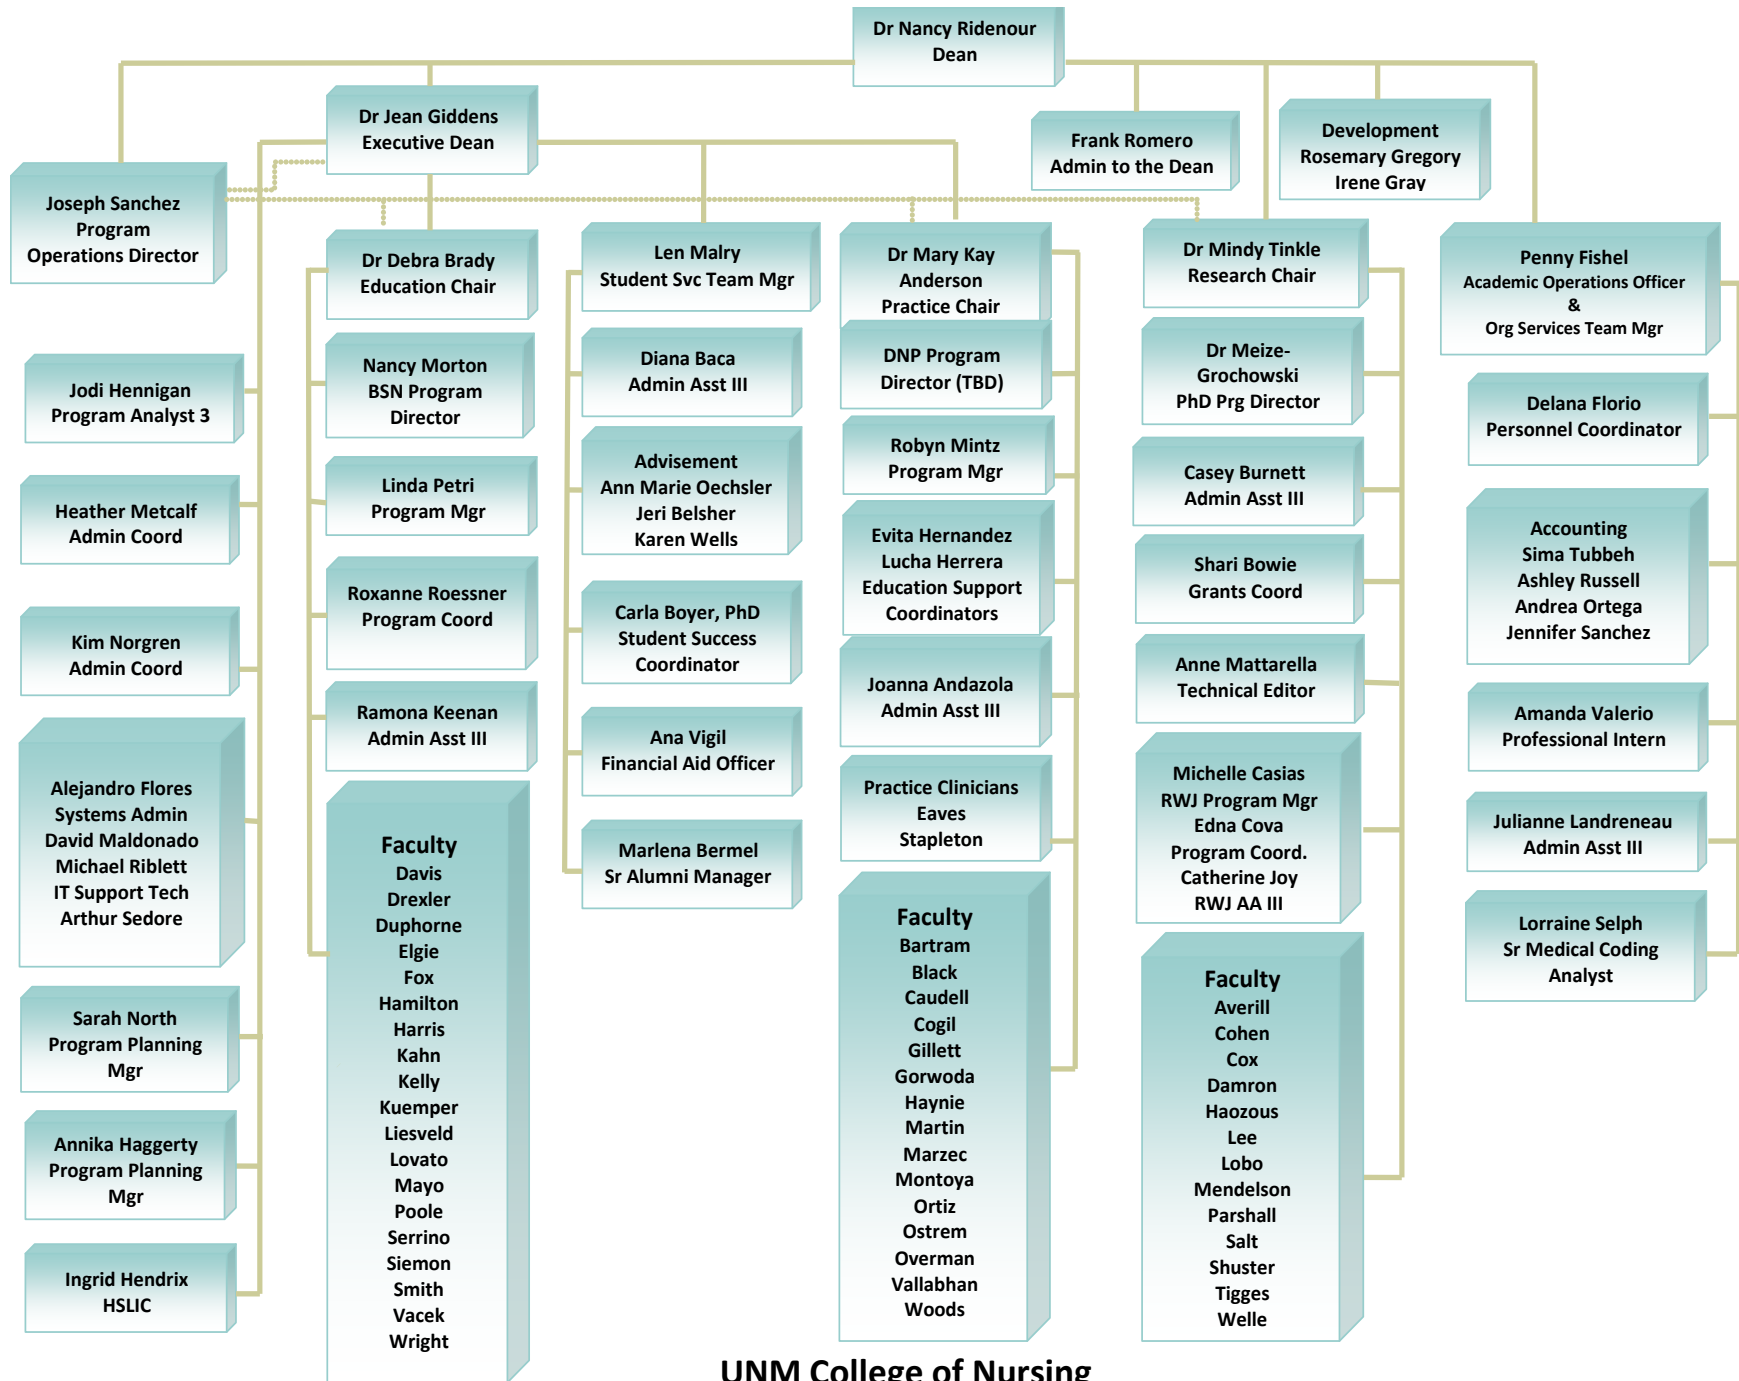 Dr Nancy Ridenour
Dean
Dr Jean Giddens
Executive Dean
Frank Romero
Admin to the Dean
Development
Rosemary Gregory
Irene Gray
Joseph Sanchez
Program
Operations Director
Dr Debra Brady
Education Chair
Len Malry
Student Svc Team Mgr
Dr Mary Kay
Anderson
Practice Chair
Dr Mindy Tinkle
Research Chair
Penny Fishel
Academic Operations Officer
&
Org Services Team Mgr
Jodi Hennigan
Program Analyst 3
Heather Metcalf
Admin Coord
Kim Norgren
Admin Coord
Alejandro Flores
Systems Admin
David Maldonado
Michael Riblett
IT Support Tech
Arthur Sedore
Sarah North
Program Planning
Mgr
Annika Haggerty
Program Planning
Mgr
Ingrid Hendrix
HSLIC
Nancy Morton
BSN Program
Director
Linda Petri
Program Mgr
Roxanne Roessner
Program Coord
Ramona Keenan
Admin Asst III
Faculty
Davis
Drexler
Duphorne
Elgie
Fox
Hamilton
Harris
Kahn
Kelly
Kuemper
Liesveld
Lovato
Mayo
Poole
Serrino
Siemon
Smith
Vacek
Wright
Diana Baca
Admin Asst III
Advisement
Ann Marie Oechsler
Jeri Belsher
Karen Wells
Carla Boyer, PhD
Student Success
Coordinator
Ana Vigil
Financial Aid Officer
Marlena Bermel
Sr Alumni Manager
DNP Program
Director (TBD)
Robyn Mintz
Program Mgr
Evita Hernandez
Lucha Herrera
Education Support
Coordinators
Joanna Andazola
Admin Asst III
Practice Clinicians
Eaves
Stapleton
Faculty
Bartram
Black
Caudell
Cogil
Gillett
Gorwoda
Haynie
Martin
Marzec
Montoya
Ortiz
Ostrem
Overman
Vallabhan
Woods
Dr Meize-
Grochowski
PhD Prg Director
Casey Burnett
Admin Asst III
Shari Bowie
Grants Coord
Anne Mattarella
Technical Editor
Michelle Casias
RWJ Program Mgr
Edna Cova
Program Coord.
Catherine Joy
RWJ AA III
Faculty
Averill
Cohen
Cox
Damron
Haozous
Lee
Lobo
Mendelson
Parshall
Salt
Shuster
Tigges
Welle
Delana Florio
Personnel Coordinator
Accounting
Sima Tubbeh
Ashley Russell
Andrea Ortega
Jennifer Sanchez
Amanda Valerio
Professional Intern
Julianne Landreneau
Admin Asst III
Lorraine Selph
Sr Medical Coding
Analyst
UNM College of Nursing